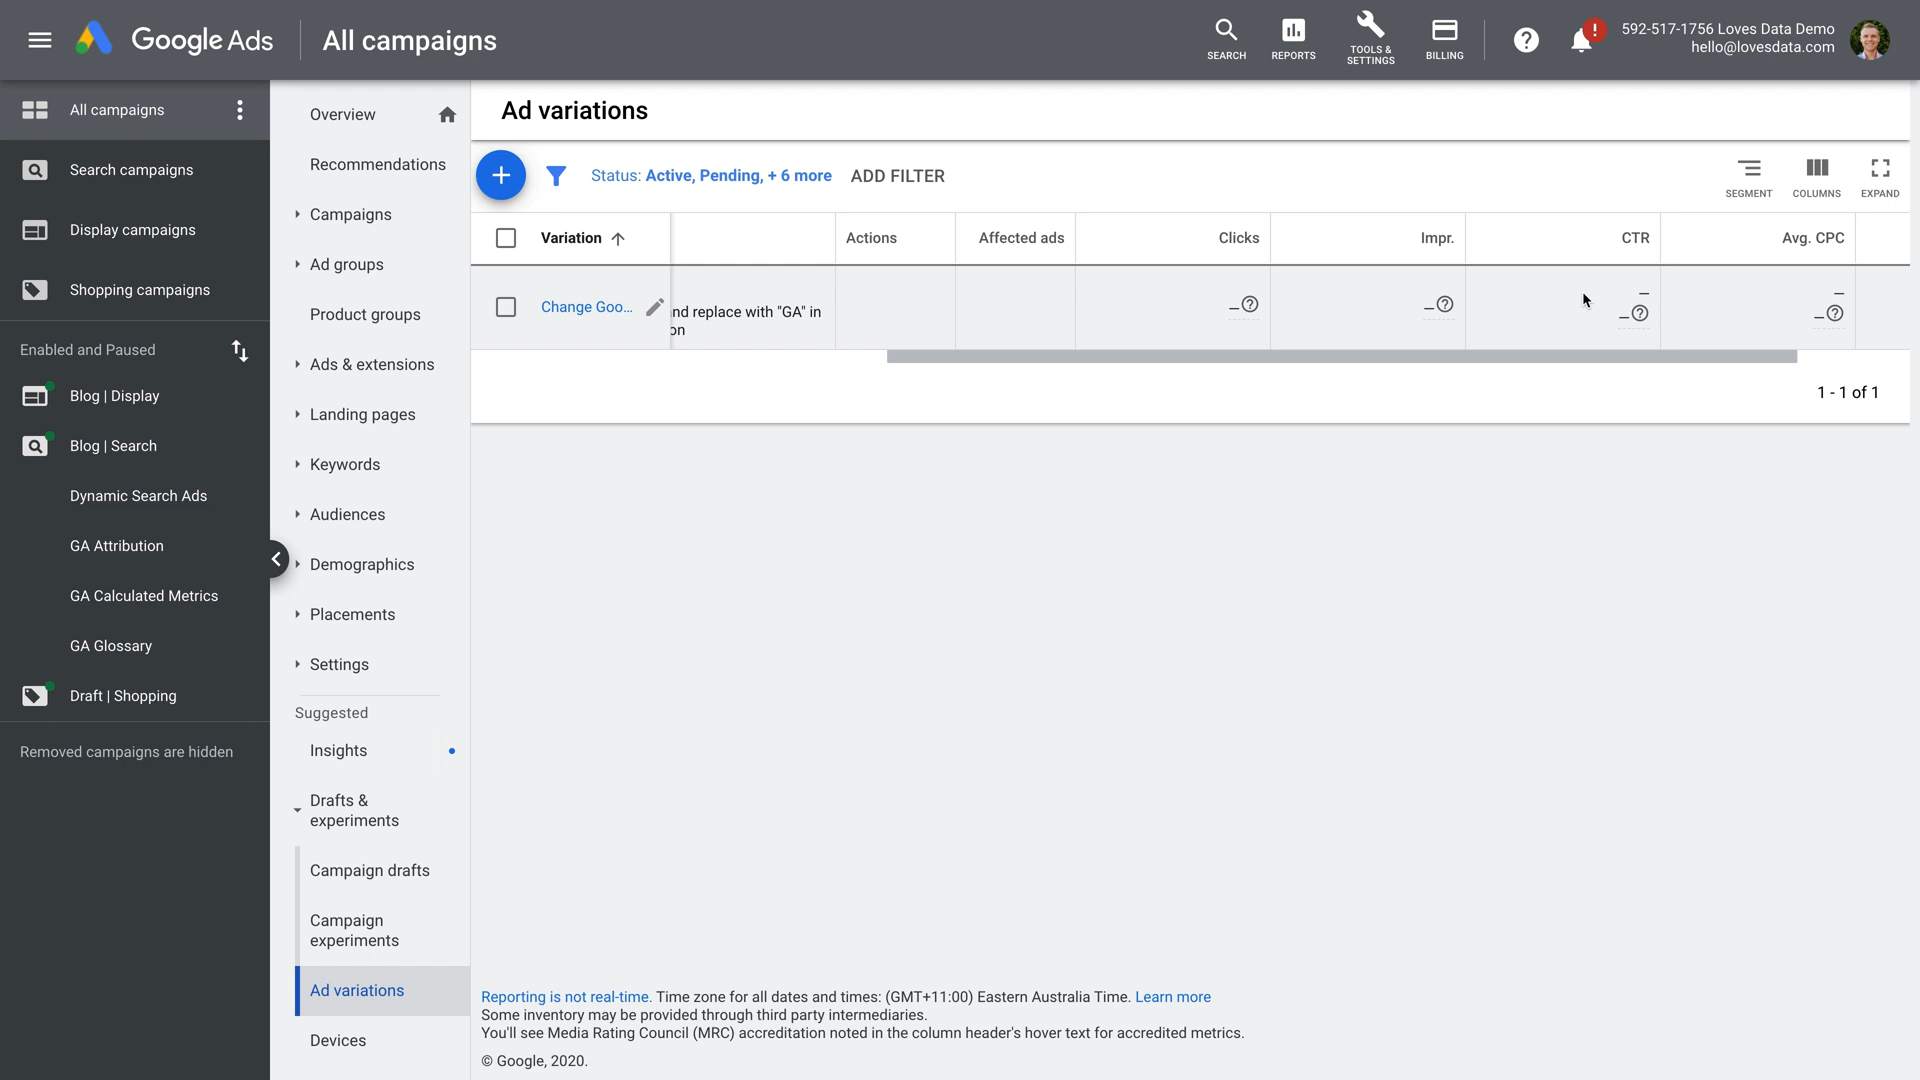 Google Ads
All campaigns
SEARCH
REPORTS
TOOLS &
SETTINGS
BILLING
!
592-517-1756 Loves Data Demo
hello@lovesdata.com
All campaigns
Search campaigns
Display campaigns
Shopping campaigns
Enabled and Paused
Blog | Display
Blog | Search
Dynamic Search Ads
GA Attribution
GA Calculated Metrics
GA Glossary
Draft | Shopping
Removed campaigns are hidden
Overview
Recommendations
Campaigns
Ad groups
Product groups
Ads & extensions
Landing pages
Keywords
Audiences
Demographics
Placements
Settings
Suggested
Insights
Drafts &
experiments
Campaign drafts
Campaign
experiments
Ad variations
Devices
Ad variations
Status: Active, Pending, + 6 more
ADD FILTER
SEGMENT
COLUMNS
EXPAND
Variation
Actions
Affected ads
Clicks
Impr.
CTR
Avg. CPC
Change Goo...
nd replace with "GA" in
on
–
–
–
–
–
–
1 - 1 of 1
Reporting is not real-time. Time zone for all dates and times: (GMT+11:00) Eastern Australia Time. Learn more
Some inventory may be provided through third party intermediaries.
You'll see Media Rating Council (MRC) accreditation noted in the column header's hover text for accredited metrics.
© Google, 2020.